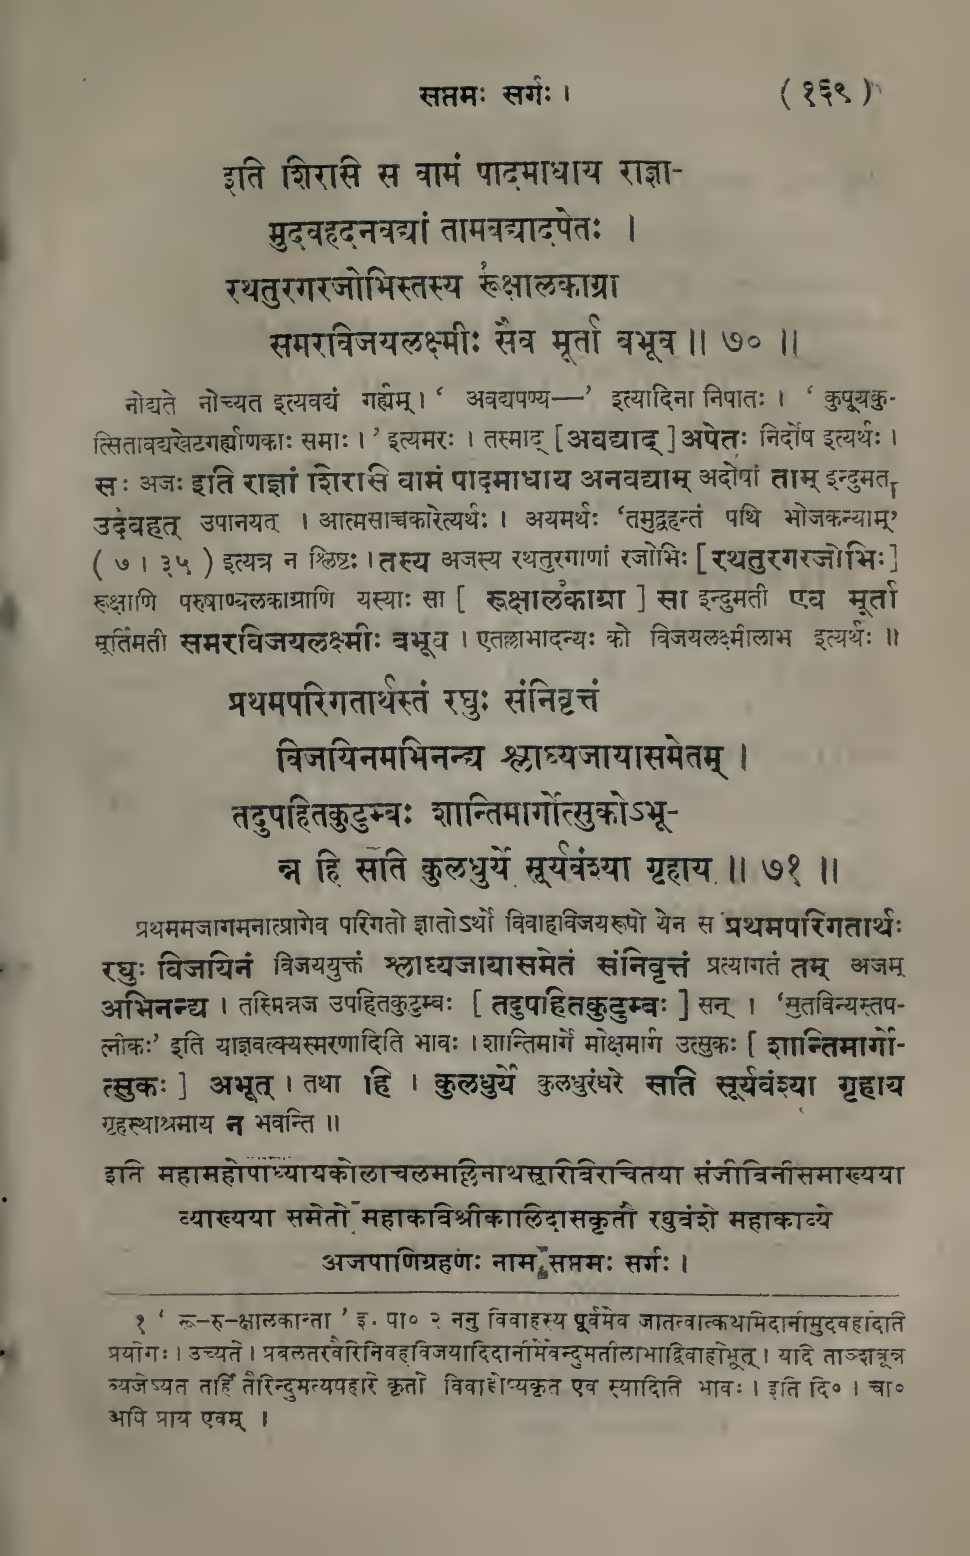 सप्तमः सर्गः ।
( १६९ )
इति शिरसि स वामं पादमाधाय राज्ञा-
मुदवहदनवद्यां तामवद्यादपेतः ।
रथतुरगरजोभिस्तस्य रूक्षालकाग्रा
समरविजयलक्ष्मीः सैव मूर्ता बभूव ॥ ७० ॥
नोद्यते नोच्यत इत्यवद्यं गर्ह्यम् । ‘ अवद्यपण्य—’ इत्यादिना निपातः । ‘ कुपूयकु-
त्सितावद्यखेटगर्ह्याणकाः समाः । ’ इत्यमरः । तस्माद् [ अवद्याद् ] अपेतः निर्दोष इत्यर्थः ।
सः अजः इति राज्ञां शिरसि वामं पादमाधाय अनवद्याम् अदोषां ताम् इन्दुमतीं
उदवहत् उपानयत् । आत्मसाच्चकारेत्यर्थः । अयमर्थः ‘तमुद्वहन्तं पथि भोजकन्याम्’
( ७ । ३५ ) इत्यत्र न श्लिष्टः । तस्य अजस्य रथतुरगाणां रजोभिः [ रथतुरगरजोभिः ]
रूक्षाणि परुषाण्यलकाग्राणि यस्याः सा [ रूक्षालकाग्रा ] सा इन्दुमती एव मूर्ता
मूर्तिमती समरविजयलक्ष्मीः बभूव । एतल्लाभादन्यः को विजयलक्ष्मीलाभ इत्यर्थः ॥
प्रथमपरिगतार्थस्तं रघुः संनिवृत्तं
विजयिनमभिनन्द्य श्लाघ्यजायासमेतम् ।
तदुपहितकुटुम्बः शान्तिमार्गोत्सुकोऽभू-
न्न हि सति कुलधुर्ये सूर्यवंश्या गृहाय ॥ ७१ ॥
प्रथममजागमनात्प्रागेव परिगतो ज्ञातोऽर्थो विवाहविजयरूपो येन स प्रथमपरिगतार्थः
रघुः विजयिनं विजययुक्तं श्लाघ्यजायासमेतं संनिवृत्तं प्रत्यागतं तम् अजम्
अभिनन्द्य । तस्मिन्नज उपहितकुटुम्बः [ तदुपहितकुटुम्बः ] सन् । ‘सुतविन्यस्तप-
त्नीकः’ इति याज्ञवल्क्यस्मरणादिति भावः । शान्तिमार्गे मोक्षमार्गे उत्सुकः [ शान्तिमार्गो-
त्सुकः ] अभूत् । तथा । हि । कुलधुर्ये कुलधुरंधरे सति सूर्यवंश्या गृहाय
गृहस्थाश्रमाय न भवन्ति ॥
इति महामहोपाध्यायकोलाचलमल्लिनाथसूरिविरचितया संजीविनीसमाख्यया
व्याख्यया समेतो महाकविश्रीकालिदासकृतौ रघुवंशे महाकाव्ये
अजपाणिग्रहणः नाम सप्तमः सर्गः ।
१ ‘ रू-रु-क्षालकान्ता ’ इ. पा० २ ननु विवाहस्य पूर्वमेव जातत्वात्कथमिदानीमुदवहदिति
प्रयोगः । उच्यते । प्रबलतरवैरिनिवहविजयादिदानीमेवेन्दुमतीलाभाद्विवाहोभूत् । यदि ताञ्शत्रून्न
व्यजेष्यत तर्हि तैरिन्दुमत्यपहारे कृतो विवाहोप्यकृत एव स्यादिति भावः । इति दि० । चा०
अपि प्राय एवम् ।